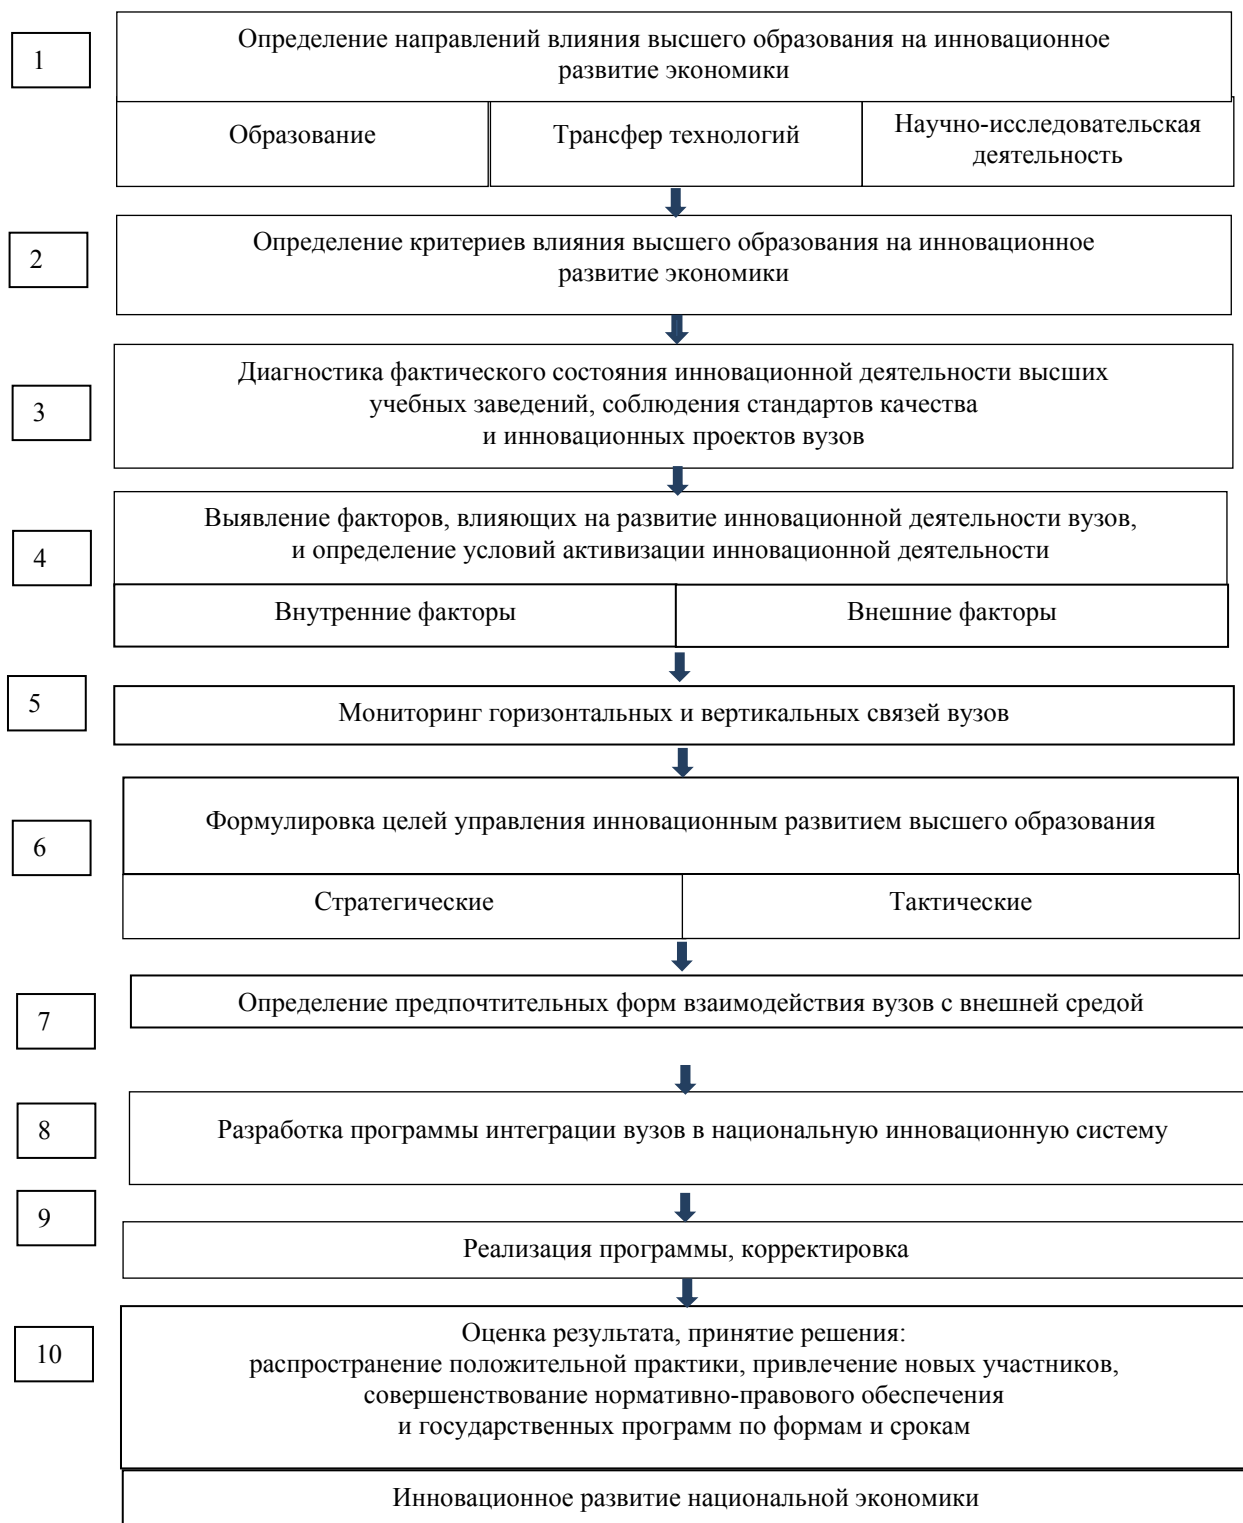 1
Определение направлений влияния высшего образования на инновационное
развитие экономики
Образование
Трансфер технологий
Научно-исследовательская
деятельность
2
Определение критериев влияния высшего образования на инновационное
развитие экономики
3
Диагностика фактического состояния инновационной деятельности высших
учебных заведений, соблюдения стандартов качества
и инновационных проектов вузов
4
Выявление факторов, влияющих на развитие инновационной деятельности вузов,
и определение условий активизации инновационной деятельности
Внутренние факторы
Внешние факторы
5
Мониторинг горизонтальных и вертикальных связей вузов
6
Формулировка целей управления инновационным развитием высшего образования
Стратегические
Тактические
7
Определение предпочтительных форм взаимодействия вузов с внешней средой
8
Разработка программы интеграции вузов в национальную инновационную систему
9
Реализация программы, корректировка
10
Оценка результата, принятие решения:
распространение положительной практики, привлечение новых участников,
совершенствование нормативно-правового обеспечения
и государственных программ по формам и срокам
Инновационное развитие национальной экономики